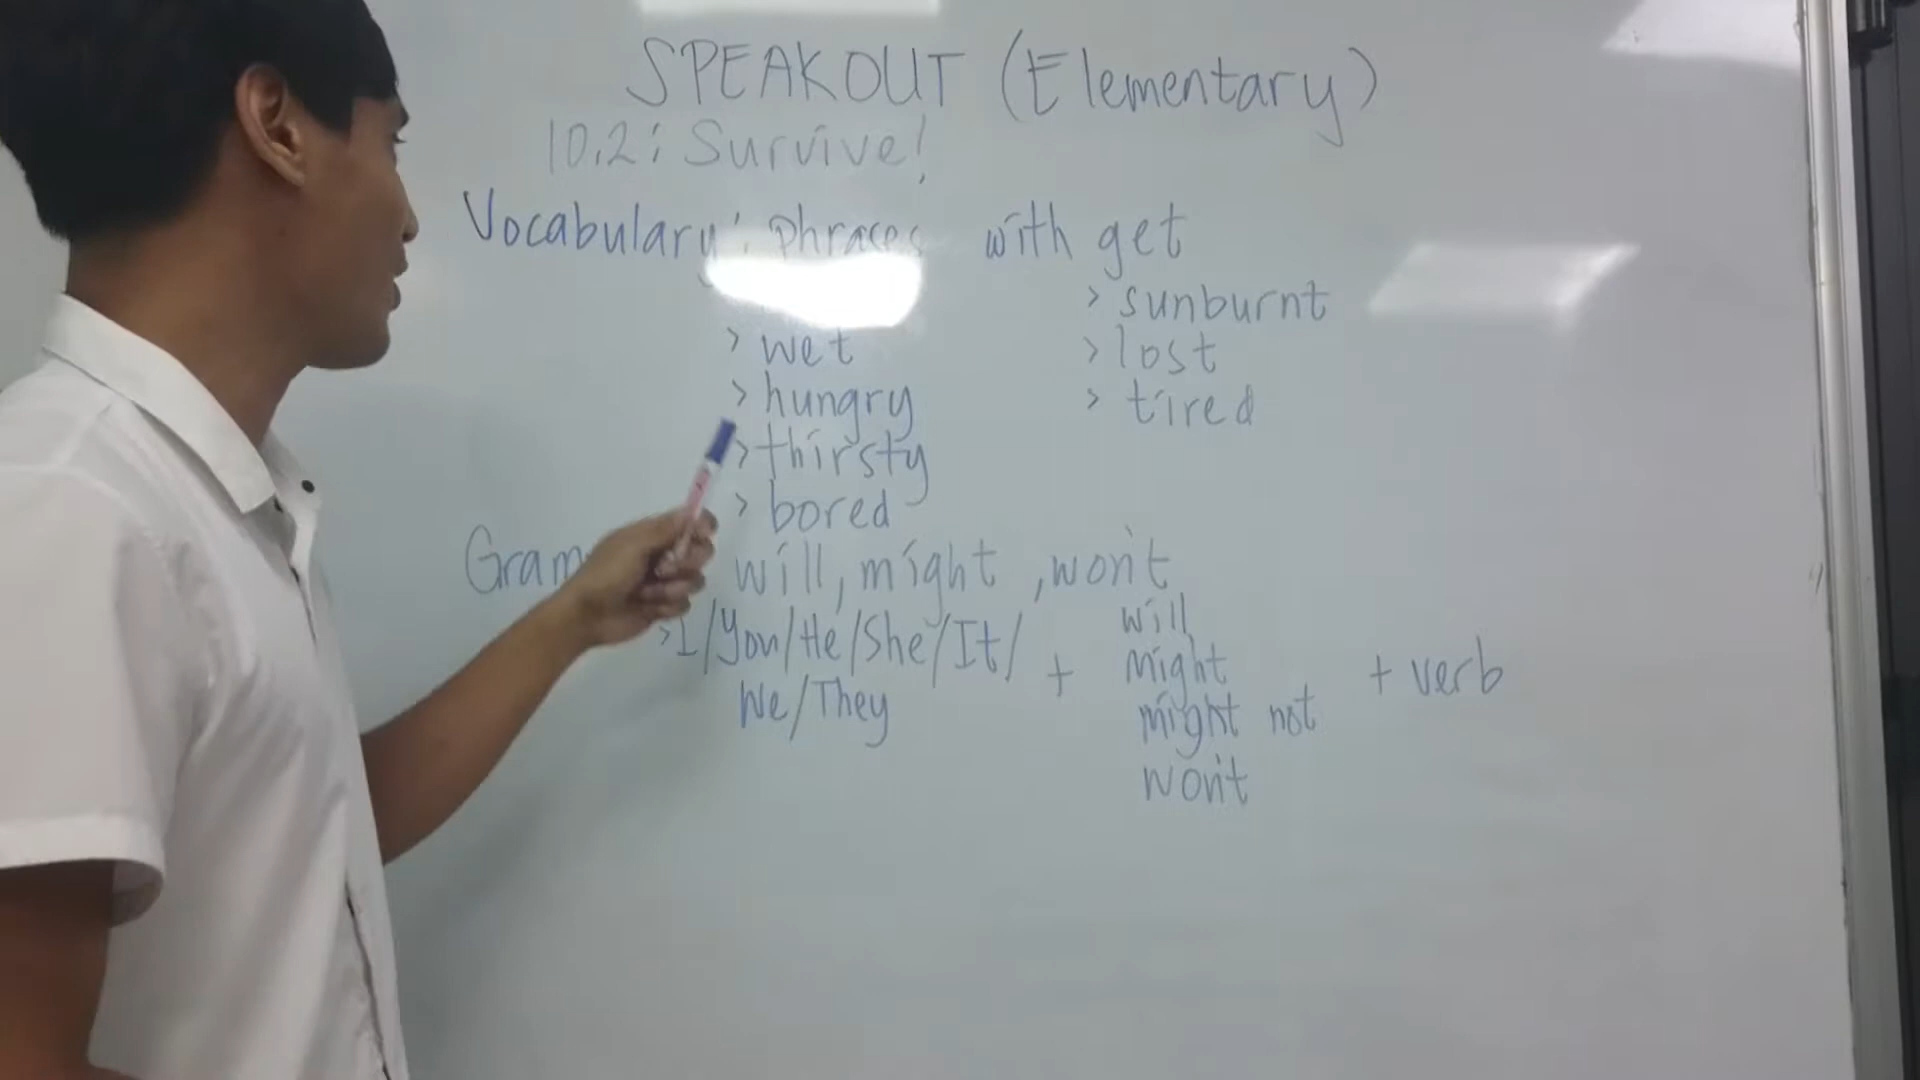 SPEAKOUT (Elementary)
10.2: Survive!
Vocabulary: phrases with get
> wet
> hungry
> thirsty
> bored
> sunburnt
> lost
> tired
Gram
will, might, won't
> I/You/He/She/It/
We/They
+
will
might
might not
won't
+ verb